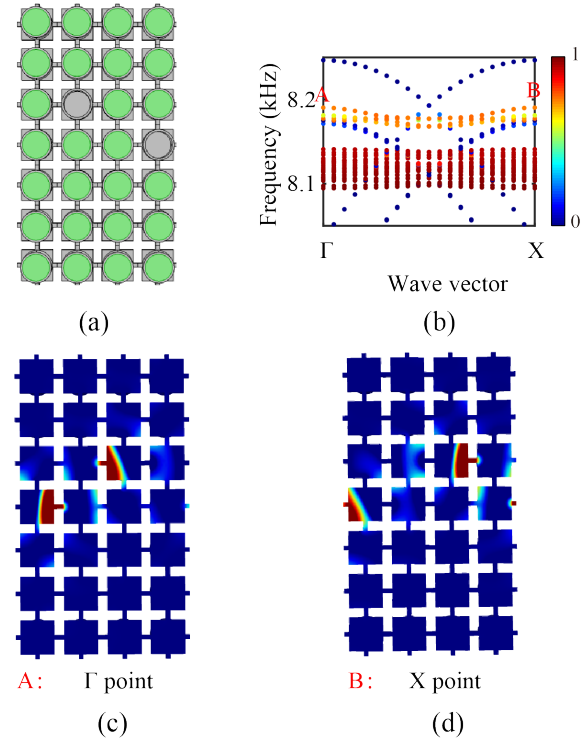 (a)
Frequency (kHz)
8.2
8.1
A
B
Γ
X
Wave vector
1
0
(b)
A: Γ point
(c)
B: X point
(d)